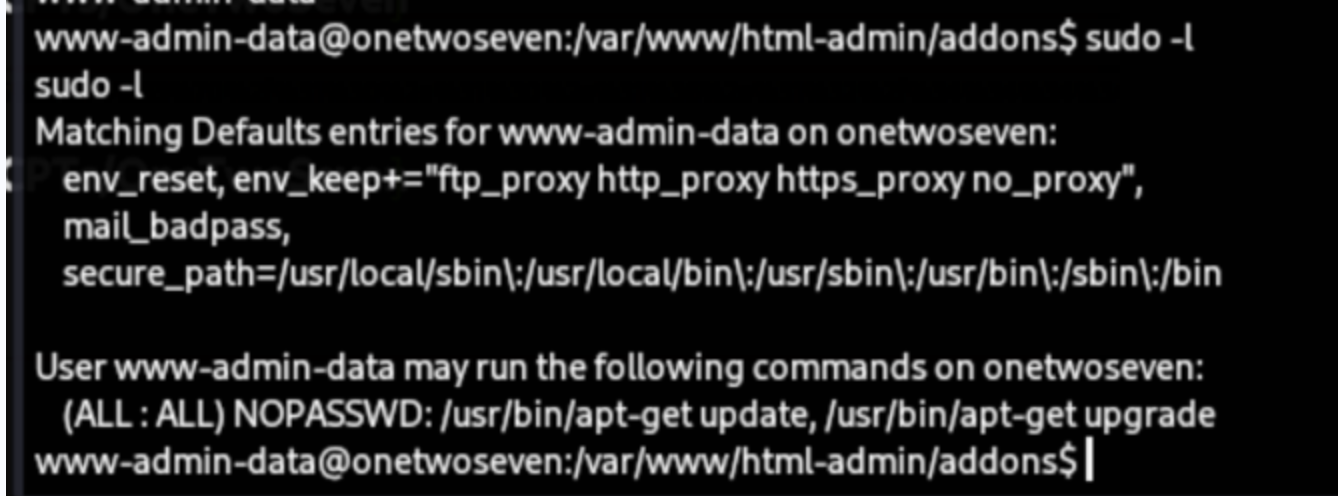 www-admin-data@onetwoseven:/var/www/html-admin/addons$ sudo -l
sudo -l
Matching Defaults entries for www-admin-data on onetwoseven:
env_reset, env_keep+="ftp_proxy http_proxy https_proxy no_proxy",
mail_badpass,
secure_path=/usr/local/sbin\:/usr/local/bin\:/usr/sbin\:/usr/bin\:/sbin\:/bin
User www-admin-data may run the following commands on onetwoseven:
(ALL : ALL) NOPASSWD: /usr/bin/apt-get update, /usr/bin/apt-get upgrade
www-admin-data@onetwoseven:/var/www/html-admin/addons$